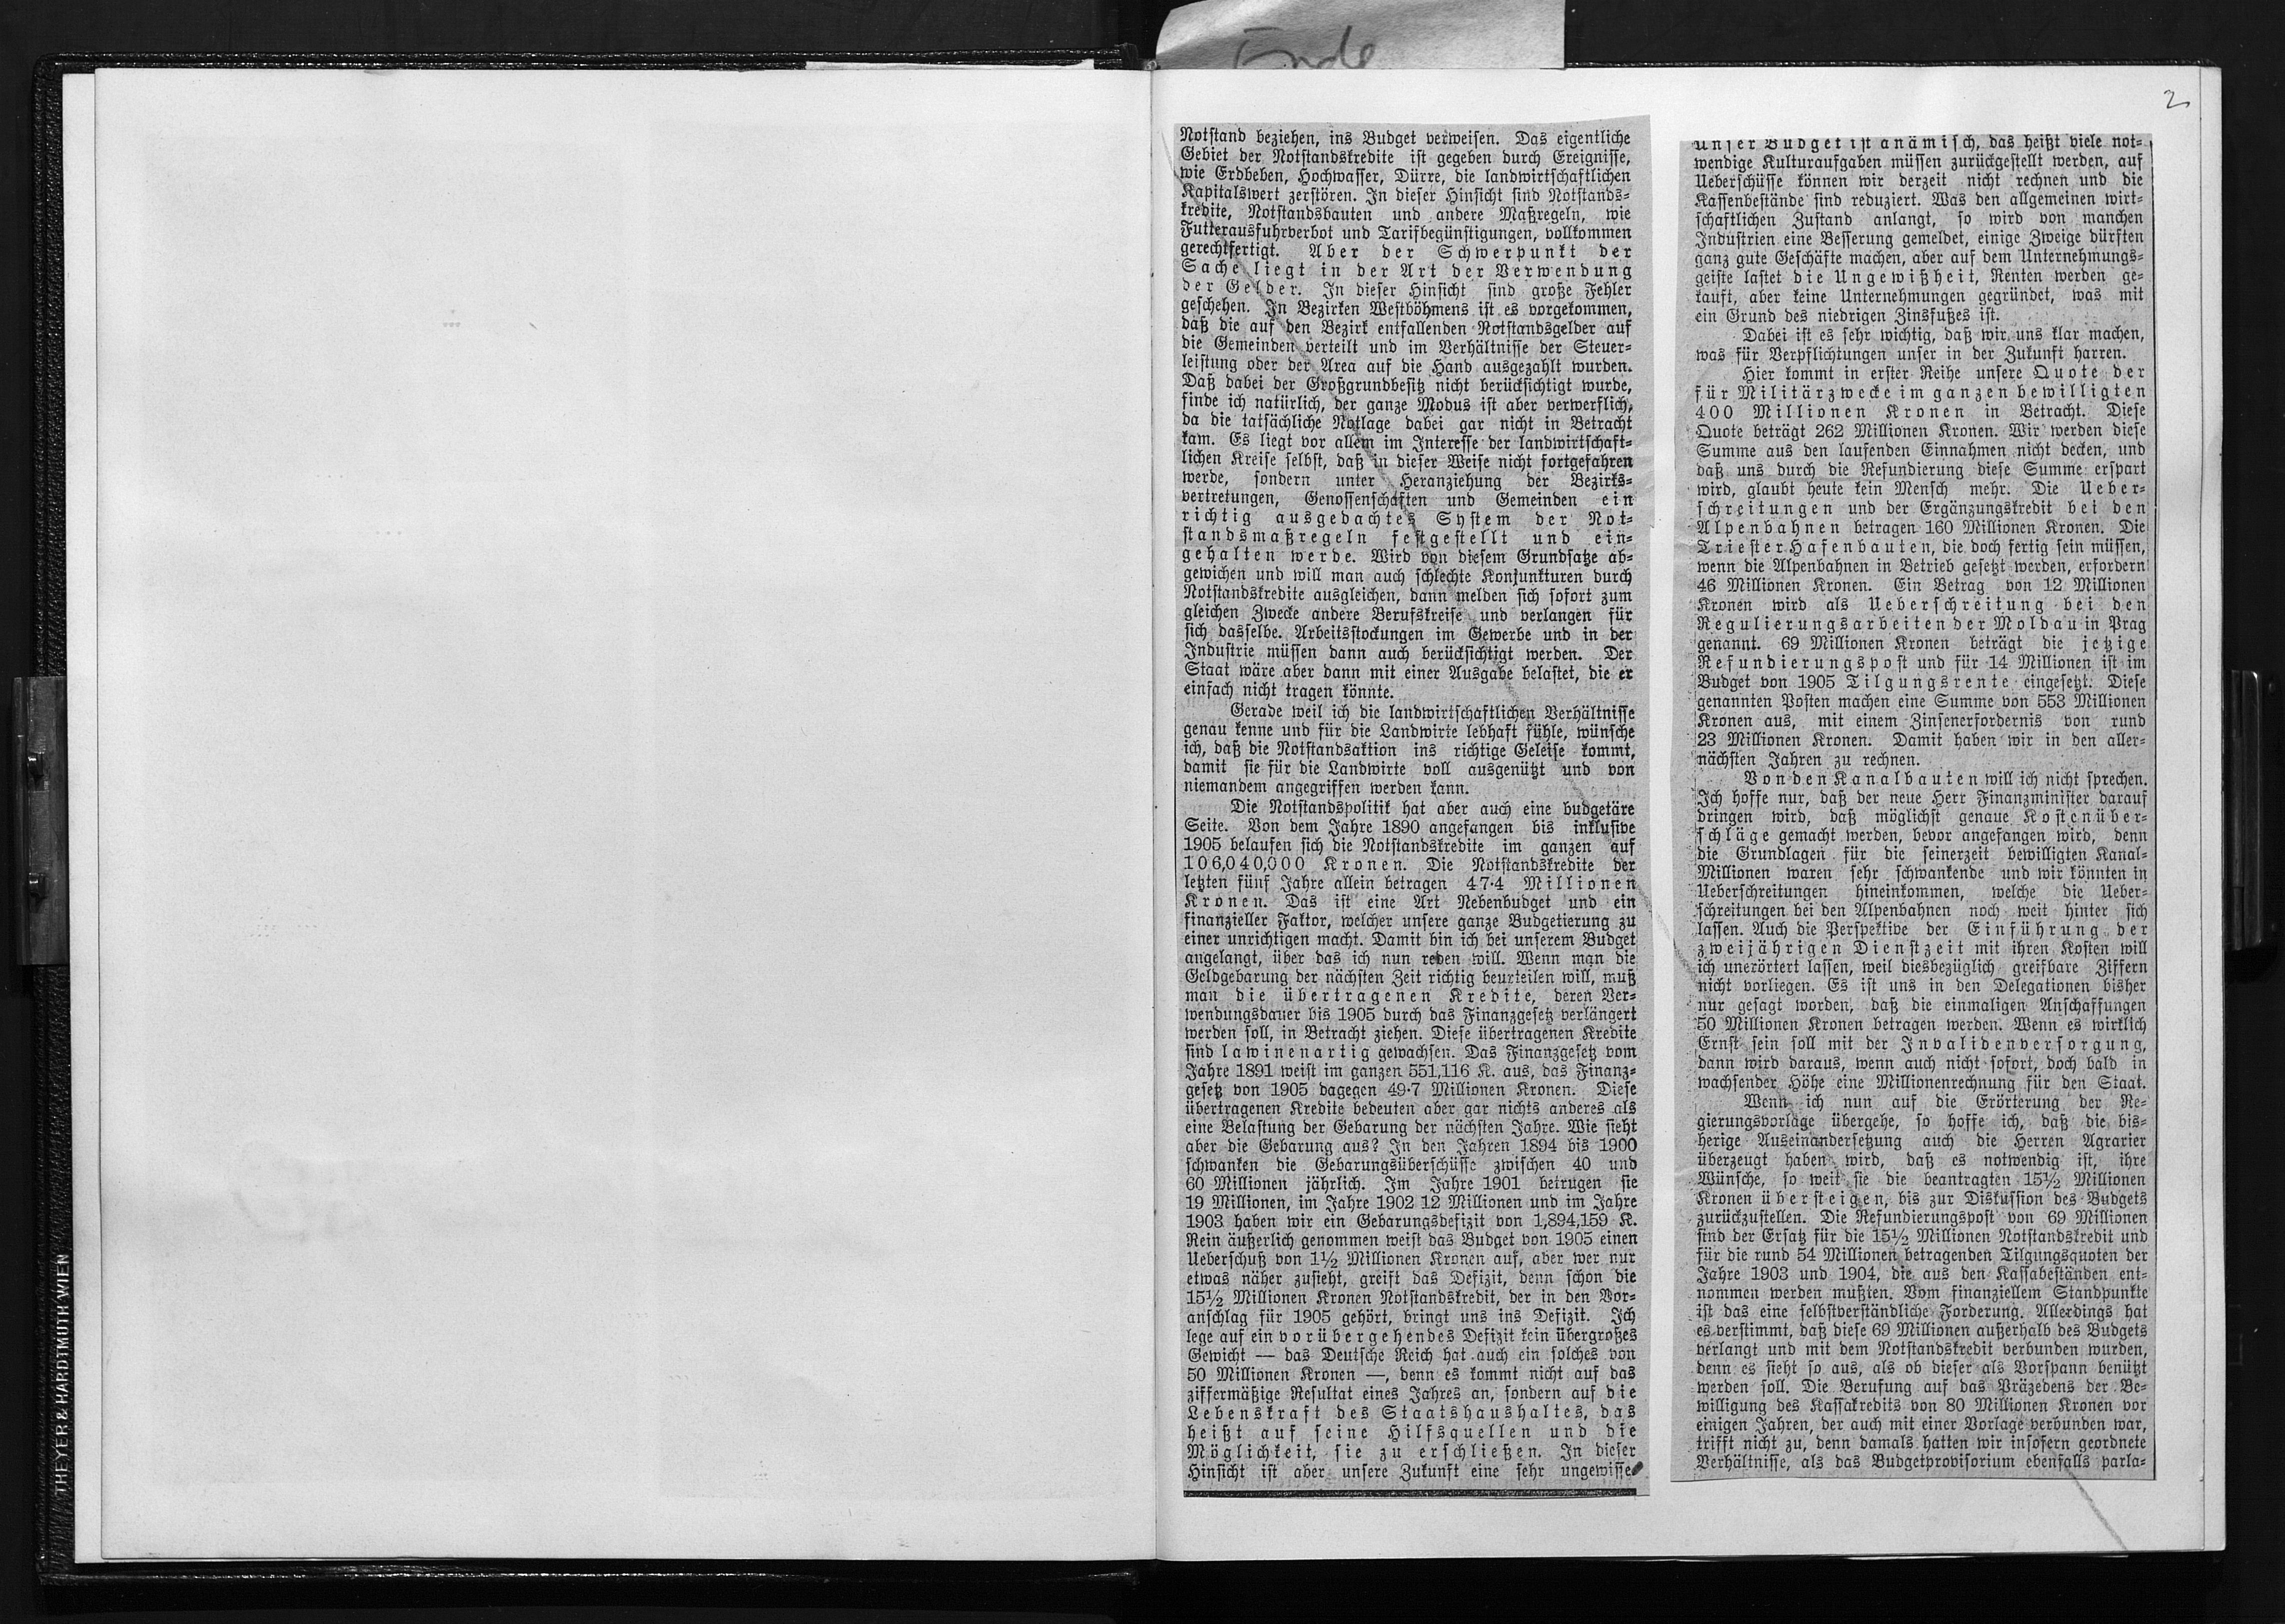 Ende
2
Notstand beziehen, ins Budget verweisen. Das eigentliche
Gebiet der Notstandskredite ist gegeben durch Ereignisse,
wie Erdbeben, Hochwasser, Dürre, die landwirtschaftlichen
Kapitalswert zerstören. In dieser Hinsicht sind Notstands-
kredite, Notstandsbauten und andere Maßregeln, wie
Futterausfuhrverbot und Tarifbegünstigungen, vollkommen
gerechtfertigt. Aber der Schwerpunkt der
Sache liegt in der Art der Verwendung
der Gelder. In dieser Hinsicht sind große Fehler
geschehen. In Bezirken Westböhmens ist es vorgekommen,
daß die auf den Bezirk entfallenden Notstandsgelder auf
die Gemeinden verteilt und im Verhältnisse der Steuer-
leistung oder der Area auf die Hand ausgezahlt wurden.
Daß dabei der Großgrundbesitz nicht berücksichtigt wurde,
finde ich natürlich, der ganze Modus ist aber verwerflich,
da die tatsächliche Notlage dabei gar nicht in Betracht
kam. Es liegt vor allem im Interesse der landwirtschaft-
lichen Kreise selbst, daß in dieser Weise nicht fortgefahren
werde, sondern unter Heranziehung der Bezirks-
vertretungen, Genossenschaften und Gemeinden ein
richtig ausgedachtes System der Not-
standsmaßregeln festgestellt und ein-
gehalten werde. Wird von diesem Grundsatze ab-
gewichen und will man auch schlechte Konjunkturen durch
Notstandskredite ausgleichen, dann melden sich sofort zum
gleichen Zwecke andere Berufskreise und verlangen für
sich dasselbe. Arbeitsstockungen im Gewerbe und in der
Industrie müssen dann auch berücksichtigt werden. Der
Staat wäre aber dann mit einer Ausgabe belastet, die er
einfach nicht tragen könnte.
Gerade weil ich die landwirtschaftlichen Verhältnisse
genau kenne und für die Landwirte lebhaft fühle, wünsche
ich, daß die Notstandsaktion ins richtige Geleise kommt,
damit sie für die Landwirte voll ausgenützt und von
niemandem angegriffen werden kann.
Die Notstandspolitik hat aber auch eine budgetäre
Seite. Von dem Jahre 1890 angefangen bis inklusive
1905 belaufen sich die Notstandskredite im ganzen auf
106,040,000 Kronen. Die Notstandskredite der
letzten fünf Jahre allein betragen 47·4 Millionen
Kronen. Das ist eine Art Nebenbudget und ein
finanzieller Faktor, welcher unsere ganze Budgetierung zu
einer unrichtigen macht. Damit bin ich bei unserem Budget
angelangt, über das ich nun reden will. Wenn man die
Geldgebarung der nächsten Zeit richtig beurteilen will, muß
man die übertragenen Kredite, deren Ver-
wendungsdauer bis 1905 durch das Finanzgesetz verlängert
werden soll, in Betracht ziehen. Diese übertragenen Kredite
sind lawinenartig gewachsen. Das Finanzgesetz vom
Jahre 1891 weist im ganzen 551,116 K. aus, das Finanz-
gesetz von 1905 dagegen 49·7 Millionen Kronen. Diese
übertragenen Kredite bedeuten aber gar nichts anderes als
eine Belastung der Gebarung der nächsten Jahre. Wie sieht
aber die Gebarung aus? In den Jahren 1894 bis 1900
schwanken die Gebarungsüberschüsse zwischen 40 und
60 Millionen jährlich. Im Jahre 1901 betrugen sie
19 Millionen, im Jahre 1902 12 Millionen und im Jahre
1903 haben wir ein Gebarungsdefizit von 1,894,159 K.
Rein äußerlich genommen weist das Budget von 1905 einen
Ueberschuß von 1½ Millionen Kronen auf, aber wer nur
etwas näher zusieht, greift das Defizit, denn schon die
15½ Millionen Kronen Notstandskredit, der in den Vor-
anschlag für 1905 gehört, bringt uns ins Defizit. Ich
lege auf ein vorübergehendes Defizit kein übergroßes
Gewicht — das Deutsche Reich hat auch ein solches von
50 Millionen Kronen —, denn es kommt nicht auf das
ziffermäßige Resultat eines Jahres an, sondern auf die
Lebenskraft des Staatshaushaltes, das
heißt auf seine Hilfsquellen und die
Möglichkeit, sie zu erschließen. In dieser
Hinsicht ist aber unsere Zukunft eine sehr ungewisse
unser Budget ist anämisch, das heißt viele not-
wendige Kulturaufgaben müssen zurückgestellt werden, auf
Ueberschüsse können wir derzeit nicht rechnen und die
Kassenbestände sind reduziert. Was den allgemeinen wirt-
schaftlichen Zustand anlangt, so wird von manchen
Industrien eine Besserung gemeldet, einige Zweige dürften
ganz gute Geschäfte machen, aber auf dem Unternehmungs-
geiste lastet die Ungewißheit, Renten werden ge-
kauft, aber keine Unternehmungen gegründet, was mit
ein Grund des niedrigen Zinsfußes ist.
Dabei ist es sehr wichtig, daß wir uns klar machen,
was für Verpflichtungen unser in der Zukunft harren.
Hier kommt in erster Reihe unsere Quote der
für Militärzwecke im ganzen bewilligten
400 Millionen Kronen in Betracht. Diese
Quote beträgt 262 Millionen Kronen. Wir werden diese
Summe aus den laufenden Einnahmen nicht decken, und
daß uns durch die Refundierung diese Summe erspart
wird, glaubt heute kein Mensch mehr. Die Ueber-
schreitungen und der Ergänzungskredit bei den
Alpenbahnen betragen 160 Millionen Kronen. Die
Triester Hafenbauten, die doch fertig sein müssen,
wenn die Alpenbahnen in Betrieb gesetzt werden, erfordern
46 Millionen Kronen. Ein Betrag von 12 Millionen
Kronen wird als Ueberschreitung bei den
Regulierungsarbeiten der Moldau in Prag
genannt. 69 Millionen Kronen beträgt die jetzige
Refundierungspost und für 14 Millionen ist im
Budget von 1905 Tilgungsrente eingesetzt. Diese
genannten Posten machen eine Summe von 553 Millionen
Kronen aus, mit einem Zinsenerfordernis von rund
23 Millionen Kronen. Damit haben wir in den aller-
nächsten Jahren zu rechnen.
Von den Kanalbauten will ich nicht sprechen.
Ich hoffe nur, daß der neue Herr Finanzminister darauf
dringen wird, daß möglichst genaue Kostenüber-
schläge gemacht werden, bevor angefangen wird, denn
die Grundlagen für die seinerzeit bewilligten Kanal-
Millionen waren sehr schwankende und wir könnten in
Ueberschreitungen hineinkommen, welche die Ueber-
schreitungen bei den Alpenbahnen noch weit hinter sich
lassen. Auch die Perspektive der Einführung der
zweijährigen Dienstzeit mit ihren Kosten will
ich unerörtert lassen, weil diesbezüglich greifbare Ziffern
nicht vorliegen. Es ist uns in den Delegationen bisher
nur gesagt worden, daß die einmaligen Anschaffungen
50 Millionen Kronen betragen werden. Wenn es wirklich
Ernst sein soll mit der Invalidenversorgung,
dann wird daraus, wenn auch nicht sofort, doch bald in
wachsender Höhe eine Millionenrechnung für den Staat.
Wenn ich nun auf die Erörterung der Re-
gierungsvorlage übergehe, so hoffe ich, daß die bis-
herige Auseinandersetzung auch die Herren Agrarier
überzeugt haben wird, daß es notwendig ist, ihre
Wünsche, so weit sie die beantragten 15½ Millionen
Kronen übersteigen, bis zur Diskussion des Budgets
zurückzustellen. Die Refundierungspost von 69 Millionen
sind der Ersatz für die 15½ Millionen Notstandskredit und
für die rund 54 Millionen betragenden Tilgungsquoten der
Jahre 1903 und 1904, die aus den Kassabeständen ent-
nommen werden mußten. Vom finanziellem Standpunkte
ist das eine selbstverständliche Forderung. Allerdings hat
es verstimmt, daß diese 69 Millionen außerhalb des Budgets
verlangt und mit dem Notstandskredit verbunden wurden,
denn es sieht so aus, als ob dieser als Vorspann benützt
werden soll. Die Berufung auf das Präzedens der Be-
willigung des Kassakredits von 80 Millionen Kronen vor
einigen Jahren, der auch mit einer Vorlage verbunden war,
trifft nicht zu, denn damals hatten wir insofern geordnete
Verhältnisse, als das Budgetprovisorium ebenfalls parla-
THEYER & HARDTMUTH, WIEN